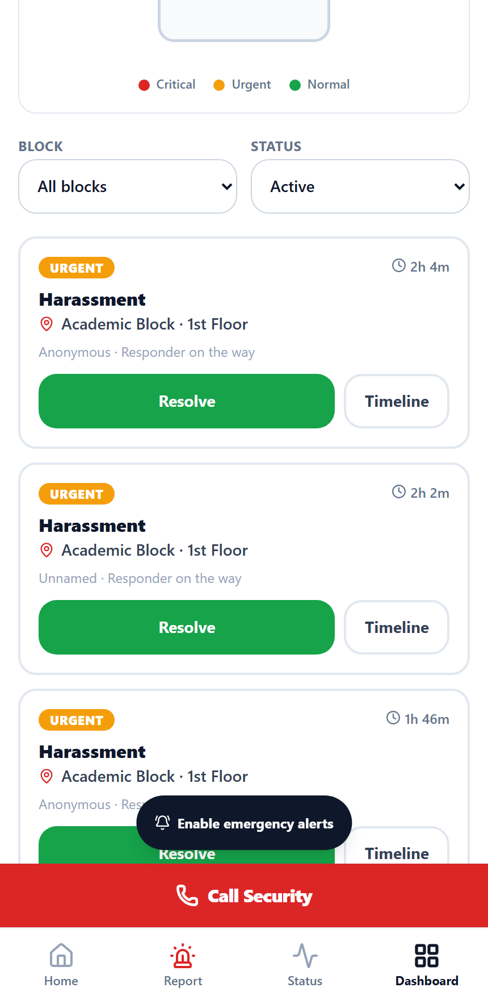 Critical
Urgent
Normal
BLOCK
STATUS
All blocks
Active
URGENT
2h 4m
Harassment
Academic Block · 1st Floor
Anonymous · Responder on the way
Resolve
Timeline
URGENT
2h 2m
Harassment
Academic Block · 1st Floor
Unnamed · Responder on the way
Resolve
Timeline
URGENT
1h 46m
Harassment
Academic Block · 1st Floor
Anonymous ·
Enable emergency alerts
Resolve
Timeline
Call Security
Home
Report
Status
Dashboard